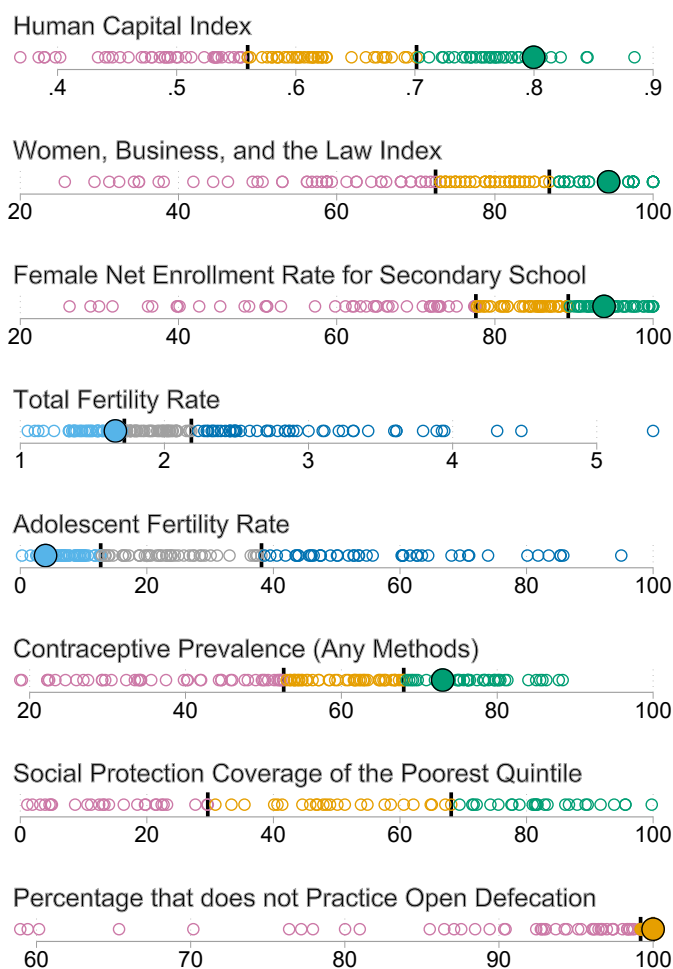 Human Capital Index
.4 .5 .6 .7 .8 .9
Women, Business, and the Law Index
20 40 60 80 100
Female Net Enrollment Rate for Secondary School
20 40 60 80 100
Total Fertility Rate
1 2 3 4 5
Adolescent Fertility Rate
0 20 40 60 80 100
Contraceptive Prevalence (Any Methods)
20 40 60 80 100
Social Protection Coverage of the Poorest Quintile
0 20 40 60 80 100
Percentage that does not Practice Open Defecation
60 70 80 90 100